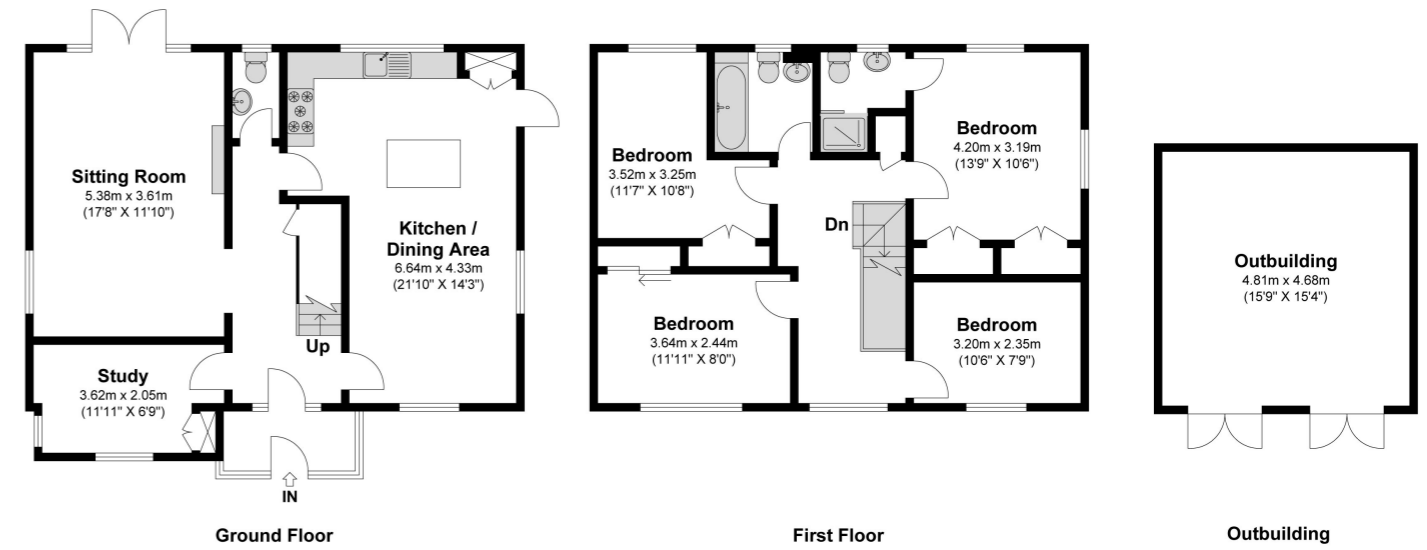 Sitting Room
5.38m x 3.61m
(17'8" X 11'10")
Kitchen /
Dining Area
6.64m x 4.33m
(21'10" X 14'3")
Up
Study
3.62m x 2.05m
(11'11" X 6'9")
IN
Ground Floor
Bedroom
3.52m x 3.25m
(11'7" X 10'8")
Bedroom
4.20m x 3.19m
(13'9" X 10'6")
Dn
Bedroom
3.64m x 2.44m
(11'11" X 8'0")
Bedroom
3.20m x 2.35m
(10'6" X 7'9")
First Floor
Outbuilding
4.81m x 4.68m
(15'9" X 15'4")
Outbuilding